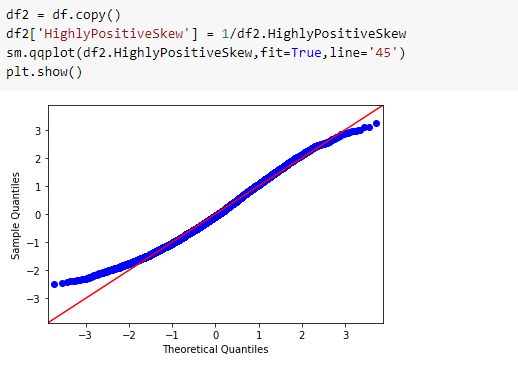 df2 = df.copy()
df2['HighlyPositiveSkew'] = 1/df2.HighlyPositiveSkew
sm.qqplot(df2.HighlyPositiveSkew,fit=True,line='45')
plt.show()
3
2
1
0
−1
−2
−3
Sample Quantiles
−3 −2 −1 0 1 2 3
Theoretical Quantiles